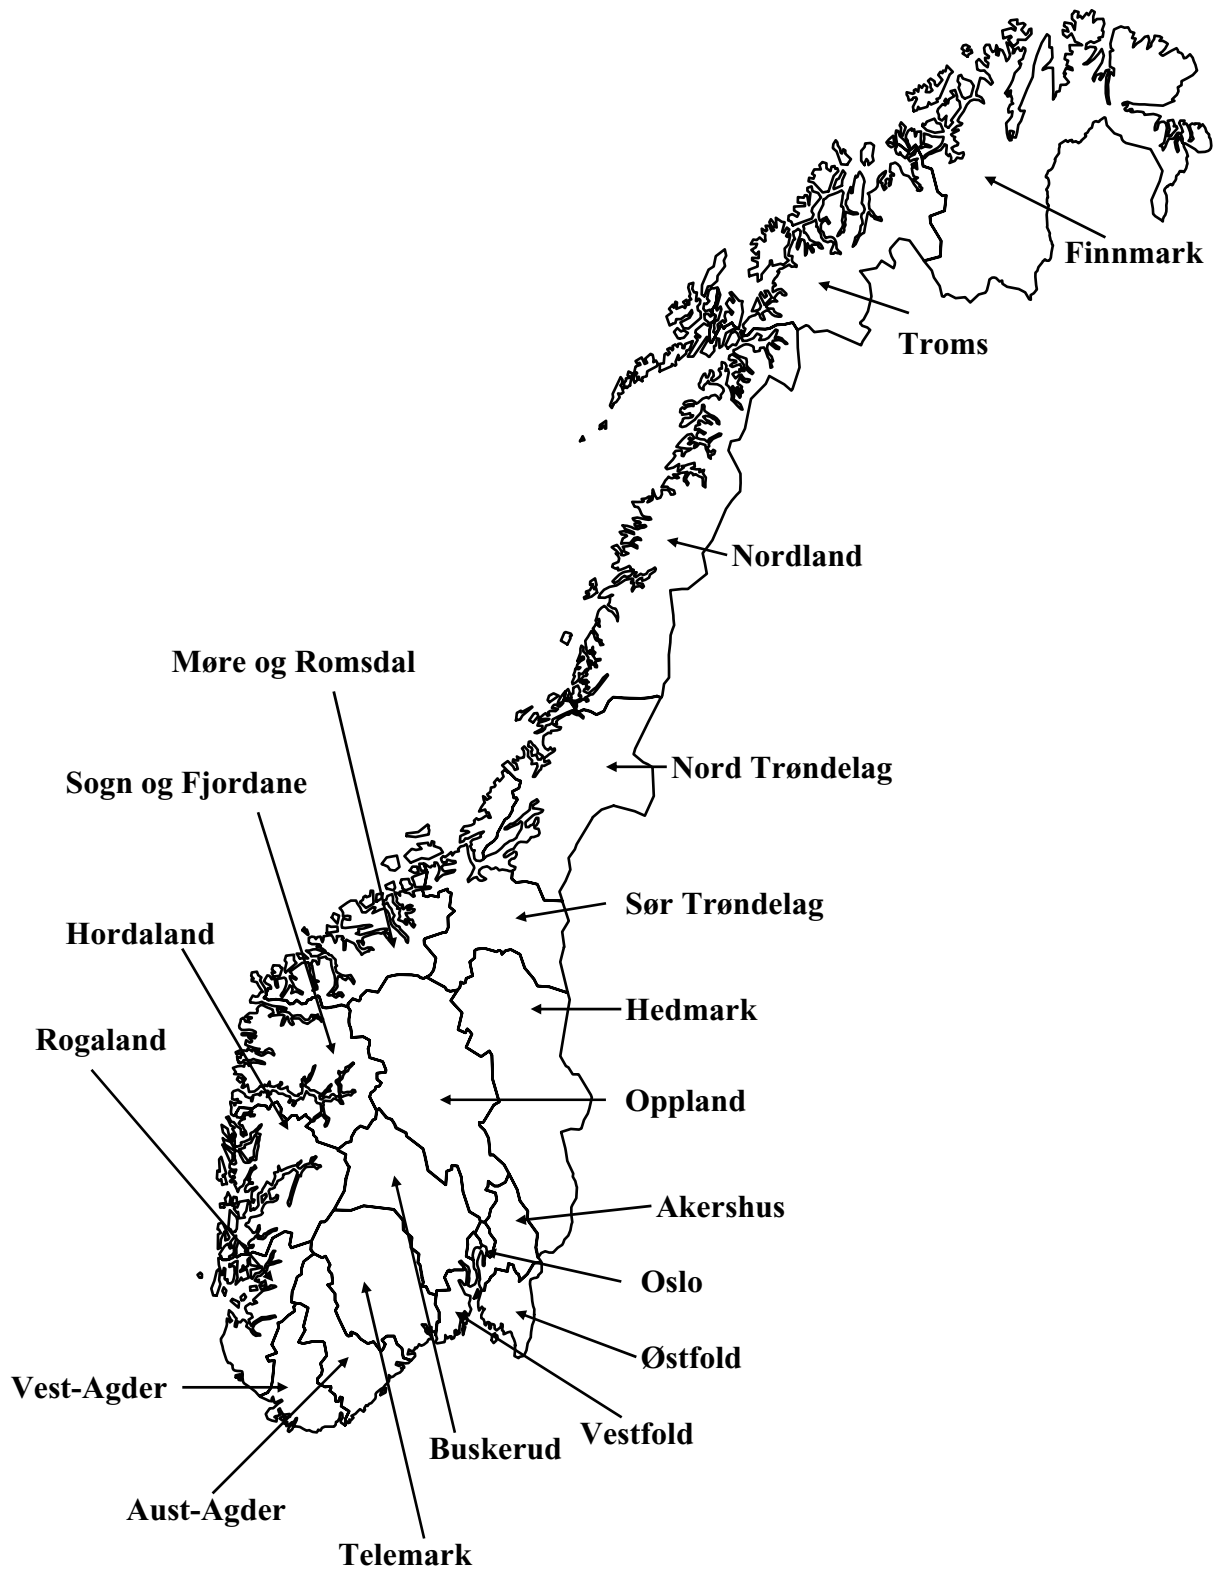 Finnmark
Troms
Nordland
Møre og Romsdal
Nord Trøndelag
Sogn og Fjordane
Sør Trøndelag
Hordaland
Hedmark
Rogaland
Oppland
Akershus
Oslo
Østfold
Vest-Agder
Vestfold
Buskerud
Aust-Agder
Telemark